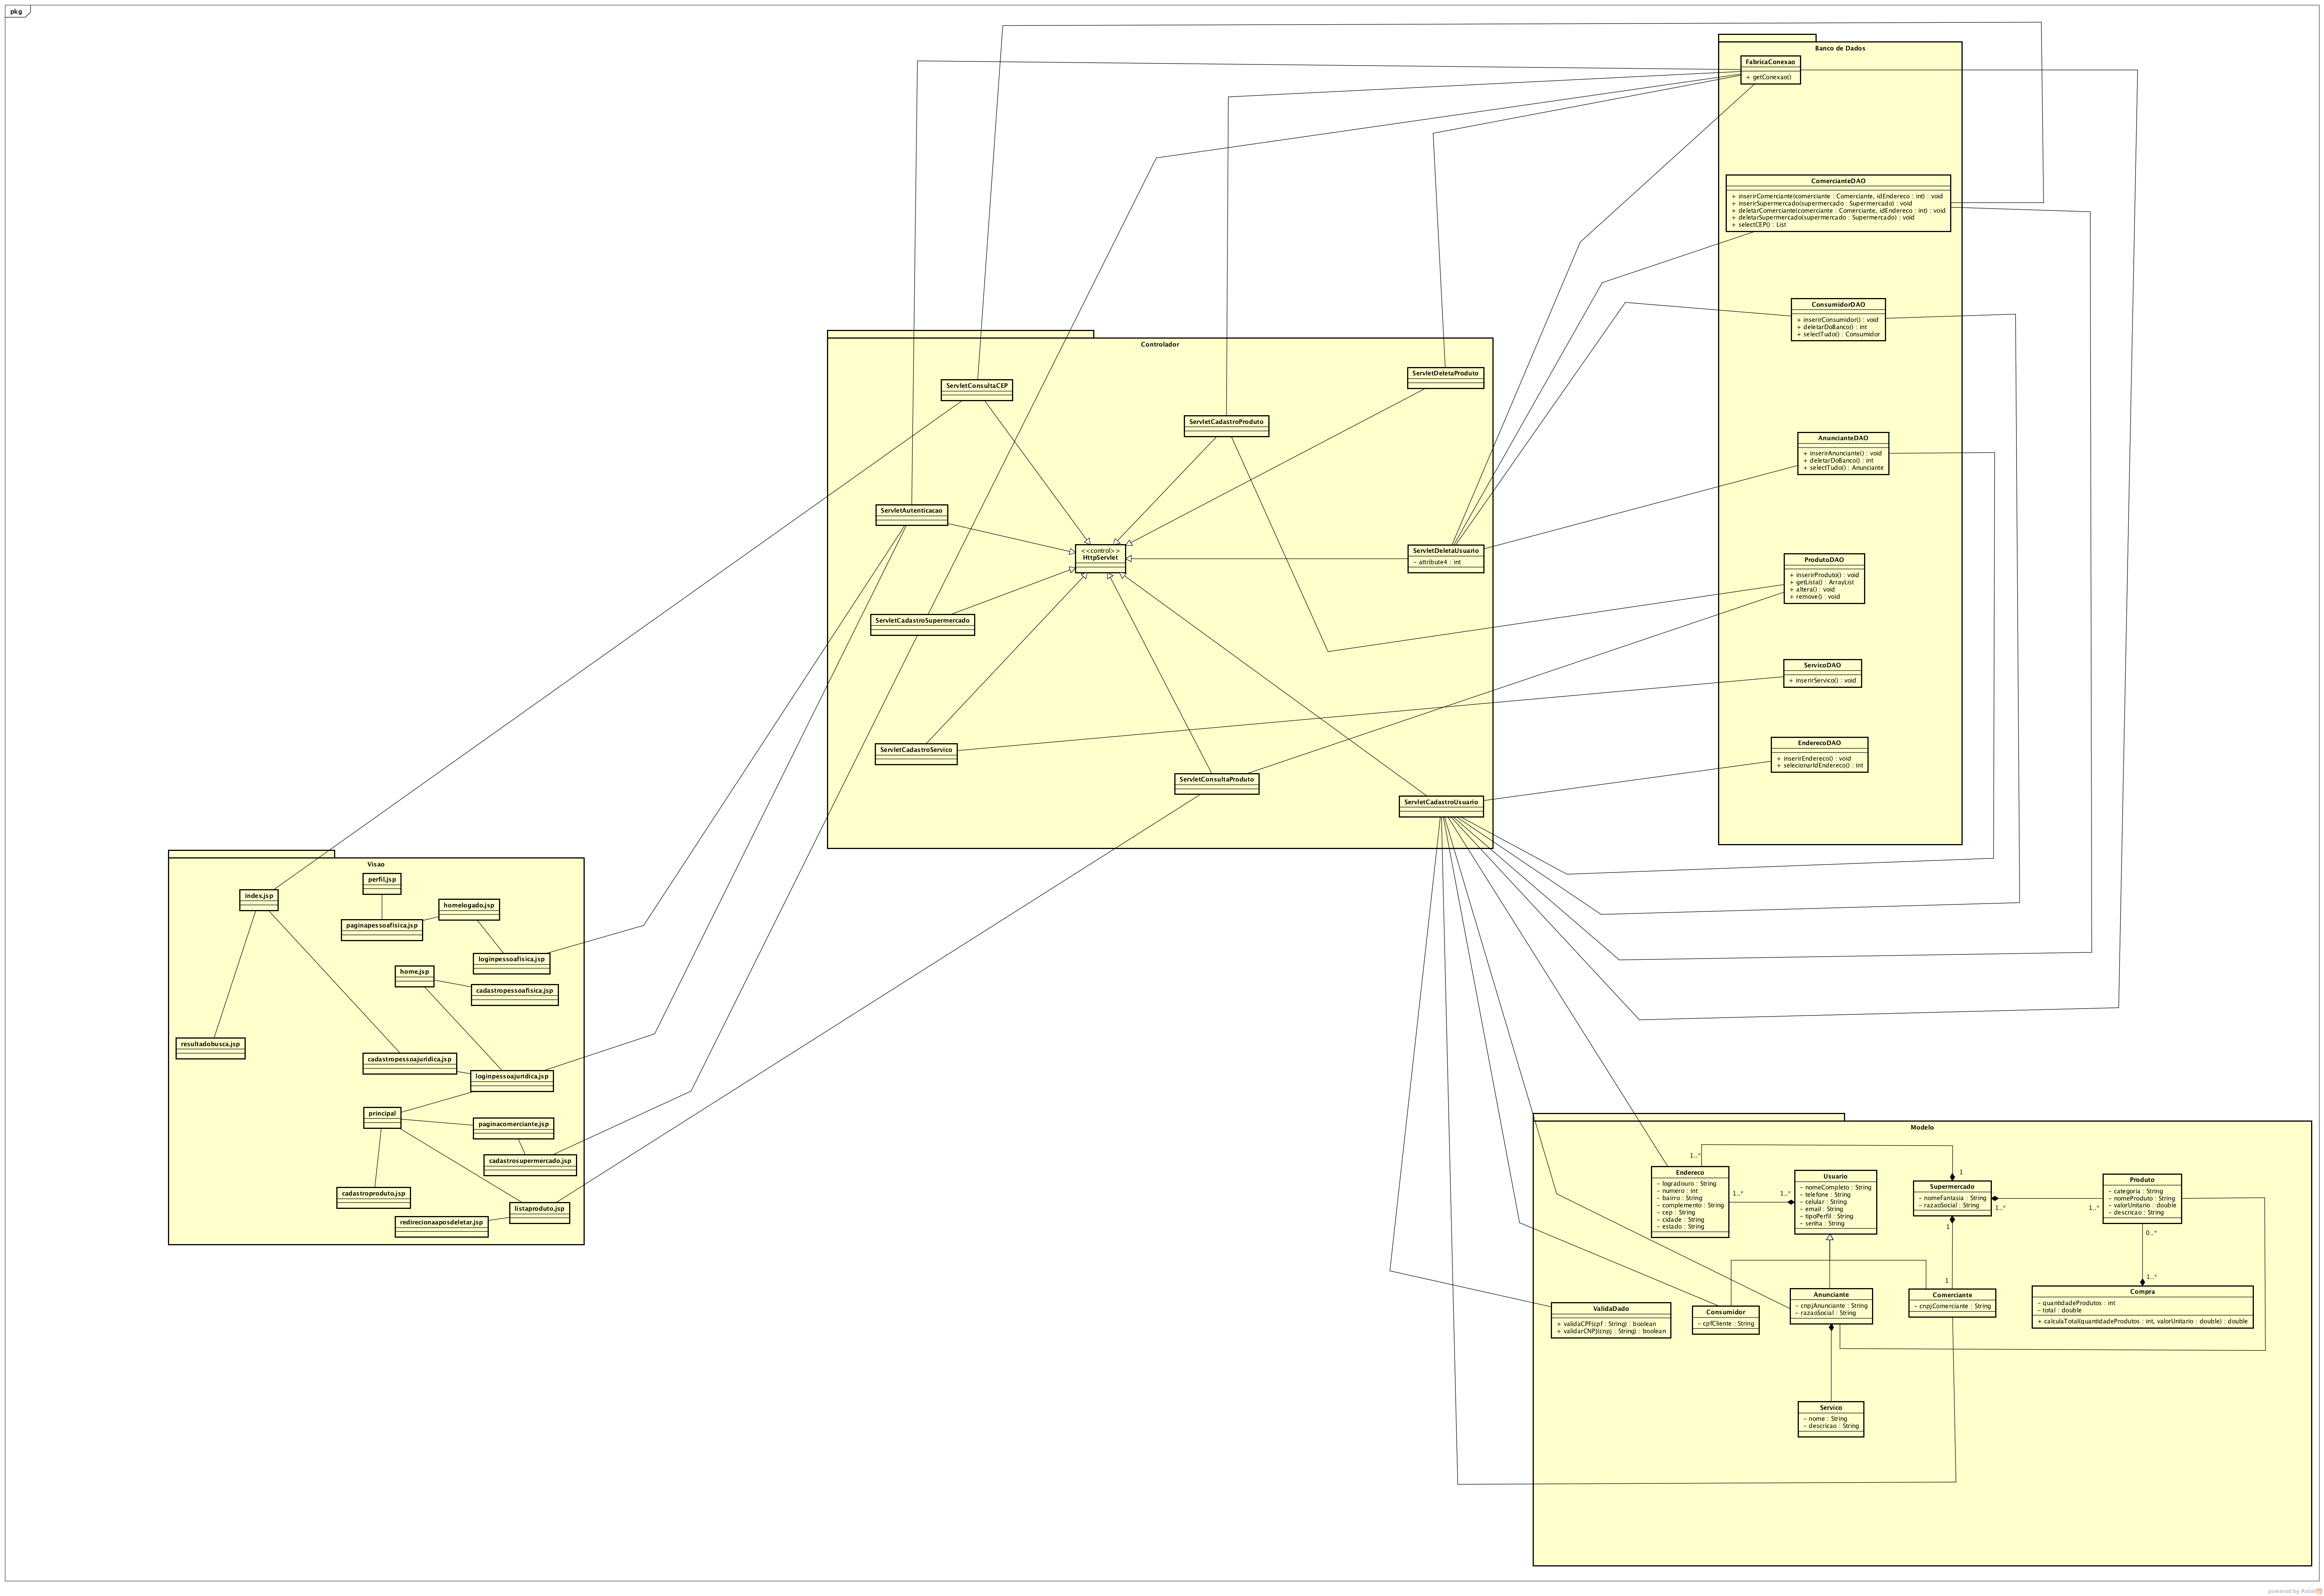 pkg
Banco de Dados
FabricaConexao
+ getConexao()
ComercianteDAO
+ inserirComerciante(comerciante : Comerciante, idEndereco : int) : void
+ inserirSupermercado(supermercado : Supermercado) : void
+ deletarComerciante(comerciante : Comerciante, idEndereco : int) : void
+ deletarSupermercado(supermercado : Supermercado) : void
+ selectCEP() : List
ConsumidorDAO
+ inserirConsumidor() : void
+ deletarDoBanco() : int
+ selectTudo() : Consumidor
AnuncianteDAO
+ inserirAnunciante() : void
+ deletarDoBanco() : int
+ selectTudo() : Anunciante
ProdutoDAO
+ inserirProduto() : void
+ getLista() : ArrayList
+ altera() : void
+ remove() : void
ServicoDAO
+ inserirServico() : void
EnderecoDAO
+ inserirEndereco() : void
+ selecionarIdEndereco() : int
Controlador
ServletConsultaCEP
ServletDeletaProduto
ServletCadastroProduto
ServletAutenticacao
<<control>>
HttpServlet
ServletDeletaUsuario
- attribute4 : int
ServletCadastroSupermercado
ServletCadastroServico
ServletConsultaProduto
ServletCadastroUsuario
Visao
perfil.jsp
index.jsp
homelogado.jsp
paginapessoafisica.jsp
loginpessoafisica.jsp
home.jsp
cadastropessoafisica.jsp
resultadobusca.jsp
cadastropessoajuridica.jsp
loginpessoajuridica.jsp
principal
paginacomerciante.jsp
cadastrosupermercado.jsp
cadastroproduto.jsp
listaproduto.jsp
redirecionaaposdeletar.jsp
Modelo
1..*
1
Endereco
- logradouro : String
- numero : int
- bairro : String
- complemento : String
- cep : String
- cidade : String
- estado : String
1..*
1..*
Usuario
- nomeCompleto : String
- telefone : String
- celular : String
- email : String
- tipoPerfil : String
- senha : String
Supermercado
- nomeFantasia : String
- razaoSocial : String
1..*
1..*
1
1
Produto
- categoria : String
- nomeProduto : String
- valorUnitario : double
- descricao : String
0..*
1..*
Compra
- quantidadeProdutos : int
- total : double
+ calculaTotal(quantidadeProdutos : int, valorUnitario : double) : double
ValidaDado
+ validaCPF(cpf : String) : boolean
+ validarCNPJ(cnpj : String) : boolean
Consumidor
- cpfCliente : String
Anunciante
- cnpjAnunciante : String
- razaoSocial : String
Comerciante
- cnpjComerciante : String
Servico
- nome : String
- descricao : String
powered by Astah